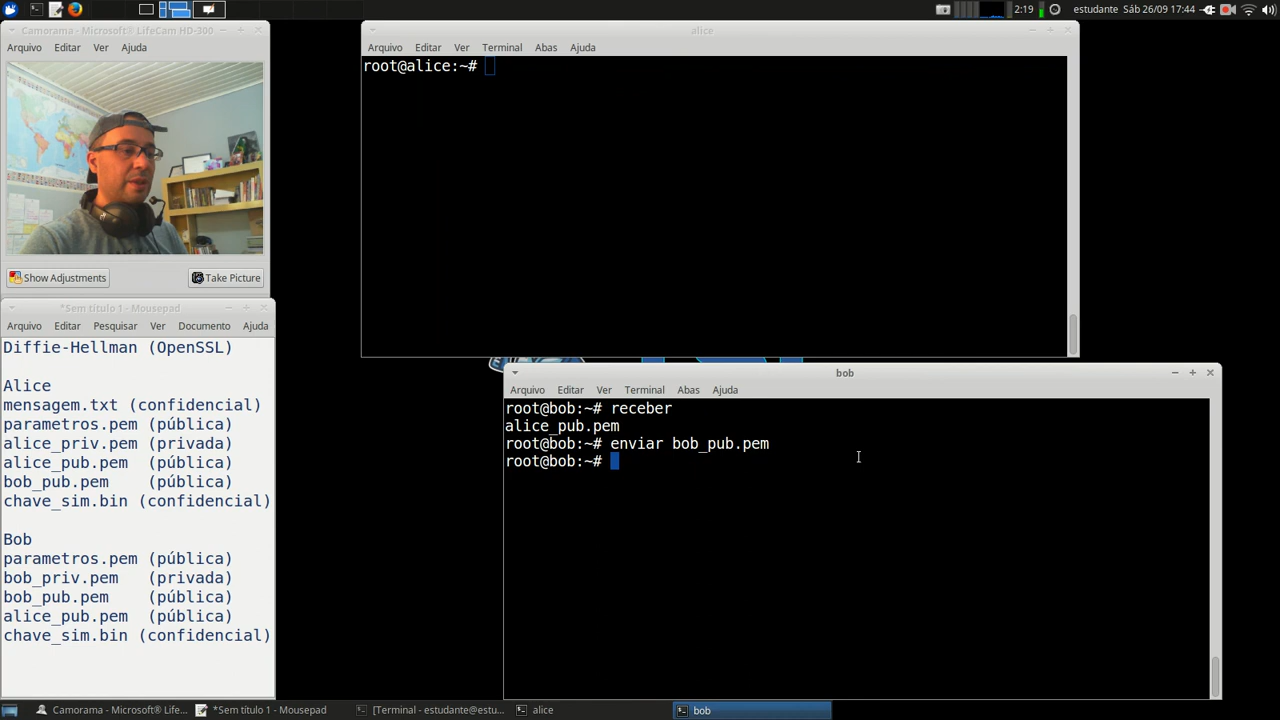 2:19 estudante Sáb 26/09 17:44
Camorama - Microsoft® LifeCam HD-300
Arquivo Editar Ver Ajuda
Show Adjustments Take Picture
*Sem título 1 - Mousepad
Arquivo Editar Pesquisar Ver Documento Ajuda
Diffie-Hellman (OpenSSL)
Alice
mensagem.txt (confidencial)
parametros.pem (pública)
alice_priv.pem (privada)
alice_pub.pem (pública)
bob_pub.pem (pública)
chave_sim.bin (confidencial)
Bob
parametros.pem (pública)
bob_priv.pem (privada)
bob_pub.pem (pública)
alice_pub.pem (pública)
chave_sim.bin (confidencial)
alice
Arquivo Editar Ver Terminal Abas Ajuda
root@alice:~#
bob
Arquivo Editar Ver Terminal Abas Ajuda
root@bob:~# receber
alice_pub.pem
root@bob:~# enviar bob_pub.pem
root@bob:~#
Camorama - Microsoft® Life... *Sem título 1 - Mousepad [Terminal - estudante@estu... alice bob